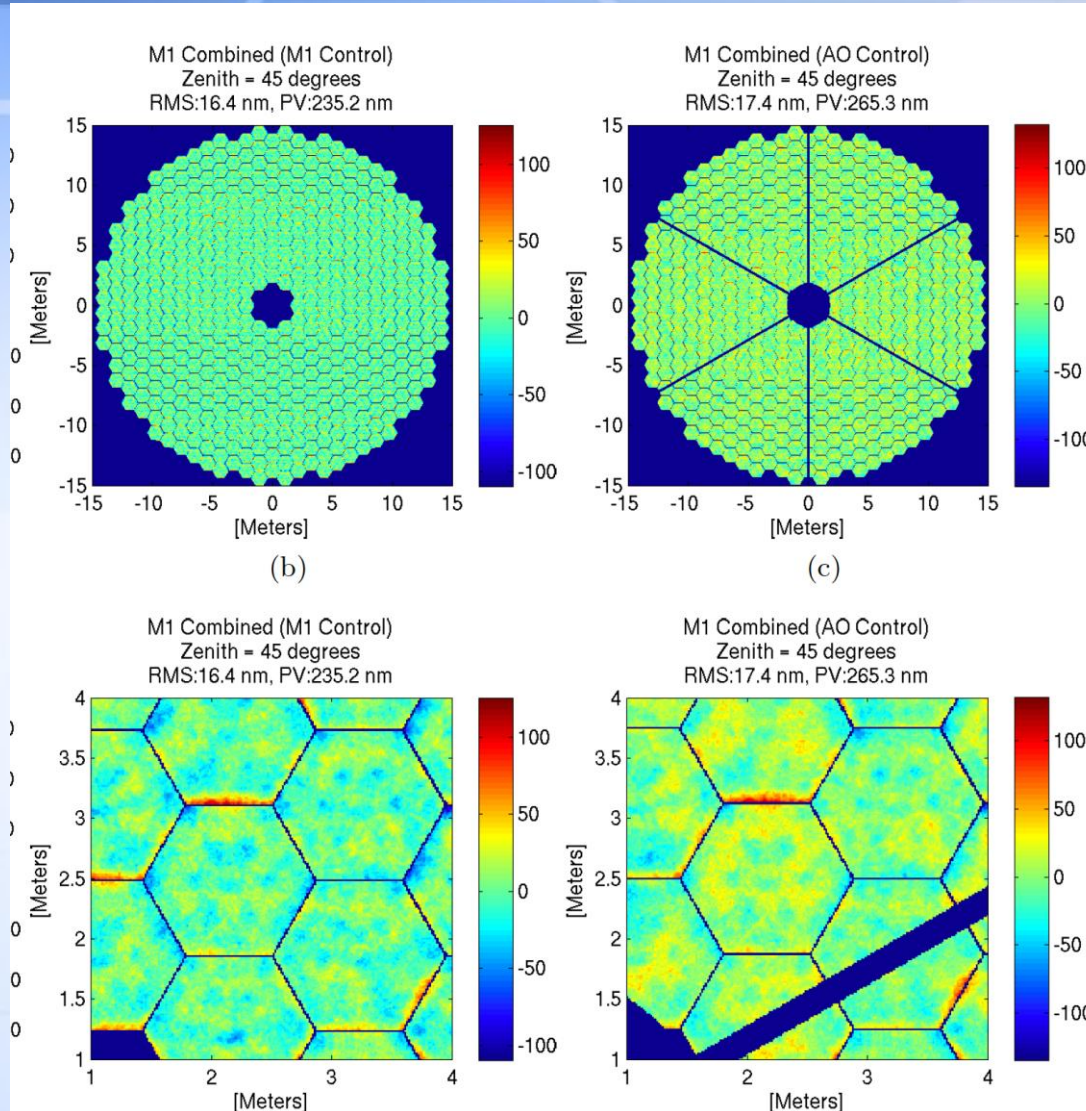 M1 Combined (M1 Control)
Zenith = 45 degrees
RMS:16.4 nm, PV:235.2 nm
15
10
5
0
-5
-10
-15
[Meters]
-15 -10 -5 0 5 10 15
[Meters]
100
50
0
-50
-100
(b)
M1 Combined (AO Control)
Zenith = 45 degrees
RMS:17.4 nm, PV:265.3 nm
15
10
5
0
-5
-10
-15
[Meters]
-15 -10 -5 0 5 10 15
[Meters]
100
50
0
-50
(c)
M1 Combined (M1 Control)
Zenith = 45 degrees
RMS:16.4 nm, PV:235.2 nm
4
3.5
3
2.5
2
1.5
1
[Meters]
1 2 3 4
[Meters]
100
50
0
-50
-100
M1 Combined (AO Control)
Zenith = 45 degrees
RMS:17.4 nm, PV:265.3 nm
4
3.5
3
2.5
2
1.5
1
[Meters]
1 2 3 4
[Meters]
100
50
0
-50